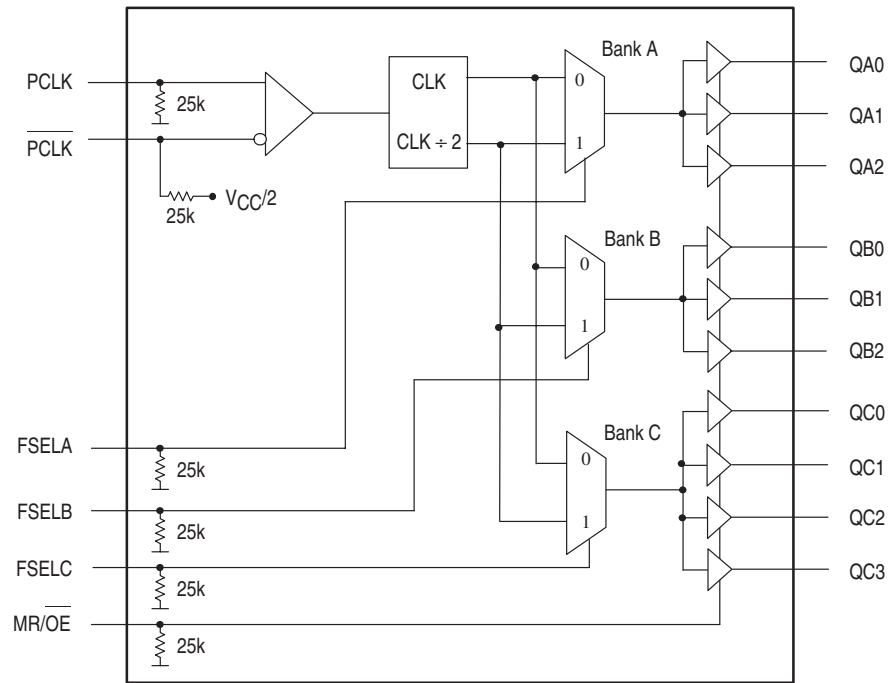 Bank A
PCLK
25k
CLK
0
QA0
QA1
PCLK
CLK ÷ 2
1
QA2
25k
VCC/2
Bank B
0
QB0
QB1
1
QB2
Bank C
QC0
FSELA
25k
0
QC1
FSELB
25k
1
QC2
FSELC
25k
QC3
MR/OE
25k